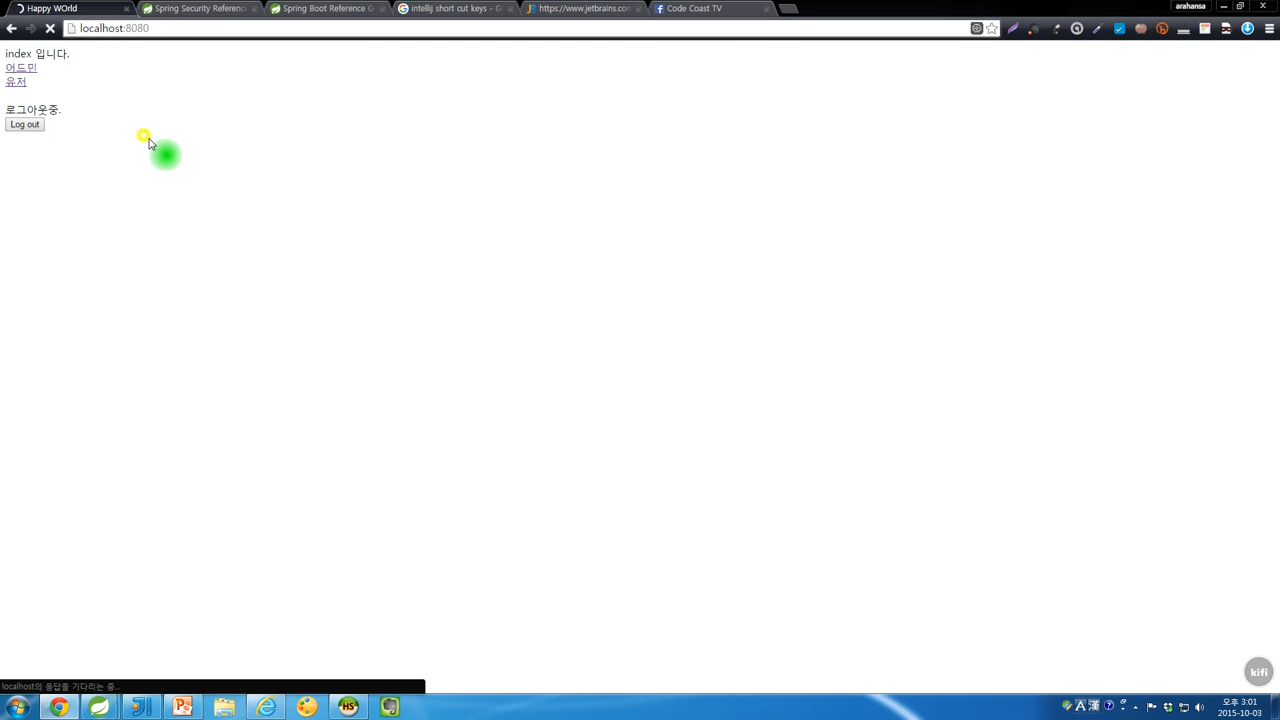 Happy World
Spring Security Referenc
Spring Boot Reference G
intellij short cut keys - G
https://www.jetbrains.com
Code Coast TV
arahansa
localhost:8080
index 입니다.
어드민
유저
로그아웃중.
Log out
kifi
localhost의 응답을 기다리는 중...
오후 3:01
2015-10-03